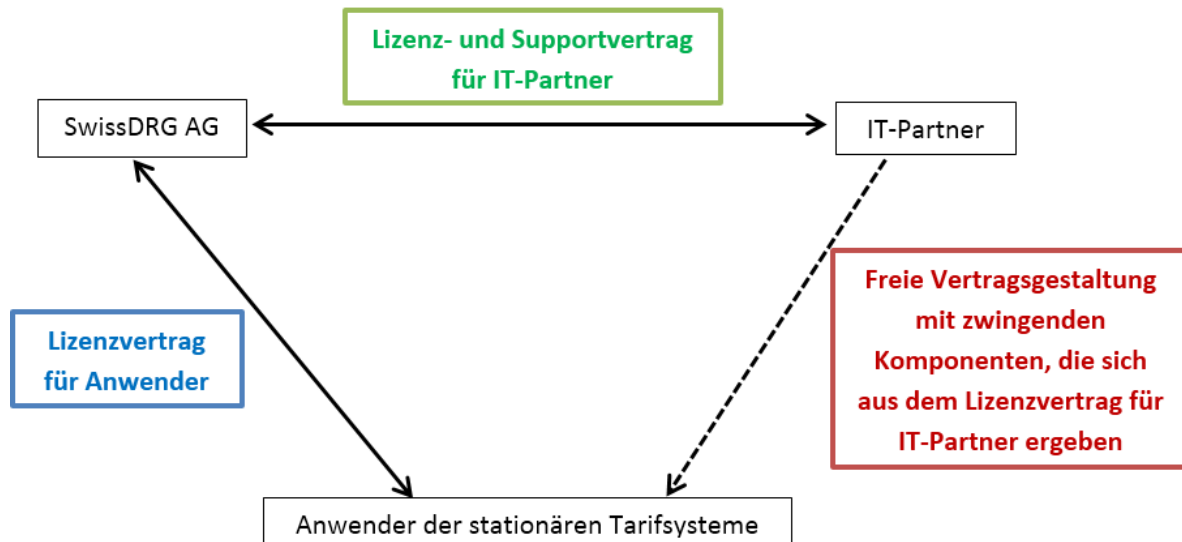 Lizenz- und Supportvertrag
für IT-Partner
SwissDRG AG
IT-Partner
Lizenzvertrag
für Anwender
Freie Vertragsgestaltung
mit zwingenden
Komponenten, die sich
aus dem Lizenzvertrag für
IT-Partner ergeben
Anwender der stationären Tarifsysteme